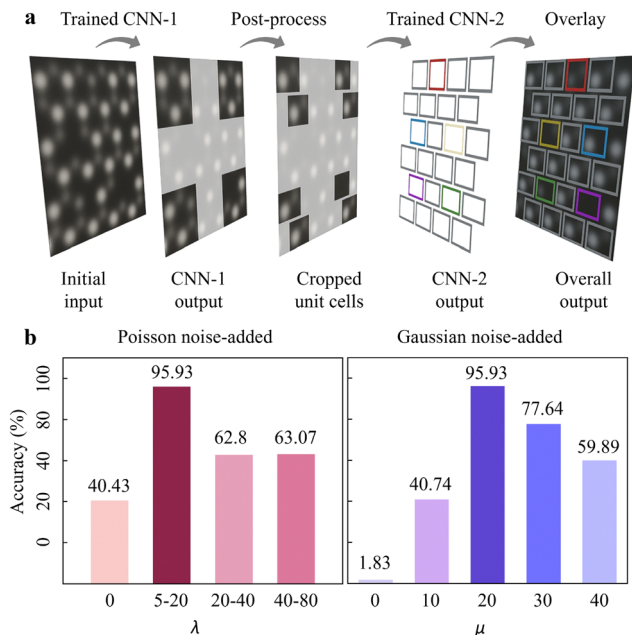 a
Trained CNN-1
Post-process
Trained CNN-2
Overlay
Initial
input
CNN-1
output
Cropped
unit cells
CNN-2
output
Overall
output
b
Poisson noise-added
Accuracy (%)
100
80
60
40
20
0
40.43
95.93
62.8
63.07
0
5-20
20-40
40-80
λ
Gaussian noise-added
1.83
40.74
95.93
77.64
59.89
0
10
20
30
40
μ